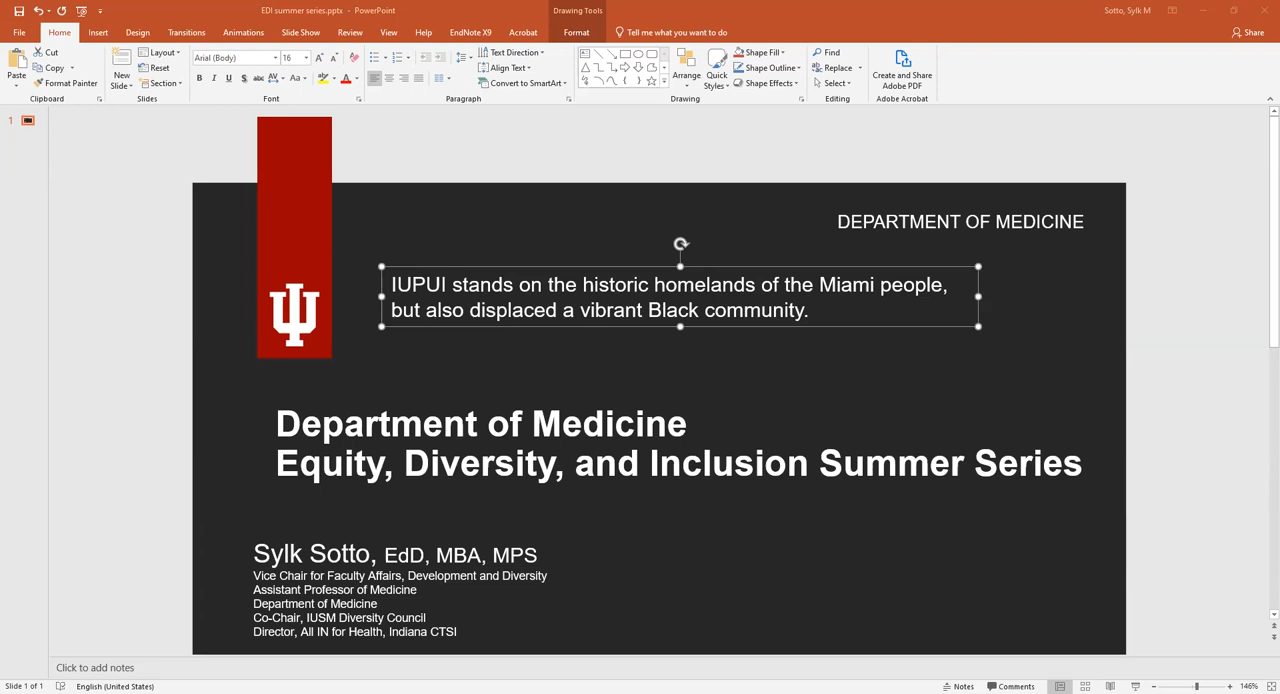 EDI summer series.pptx - PowerPoint
Drawing Tools
Sotto, Sylk M
File Home Insert Design Transitions Animations Slide Show Review View Help EndNote X9 Acrobat Format Tell me what you want to do Share
Paste
Cut
Copy
Format Painter
Clipboard
New
Slide
Layout
Reset
Section
Slides
Arial (Body) 16
B I U S abc AV Aa A
Font
Text Direction
Align Text
Convert to SmartArt
Paragraph
Arrange
Quick
Styles
Shape Fill
Shape Outline
Shape Effects
Drawing
Find
Replace
Select
Editing
Create and Share
Adobe PDF
Adobe Acrobat
1
DEPARTMENT OF MEDICINE
IUPUI stands on the historic homelands of the Miami people,
but also displaced a vibrant Black community.
Department of Medicine
Equity, Diversity, and Inclusion Summer Series
Sylk Sotto, EdD, MBA, MPS
Vice Chair for Faculty Affairs, Development and Diversity
Assistant Professor of Medicine
Department of Medicine
Co-Chair, IUSM Diversity Council
Director, All IN for Health, Indiana CTSI
Click to add notes
Slide 1 of 1 English (United States) Notes Comments 146%